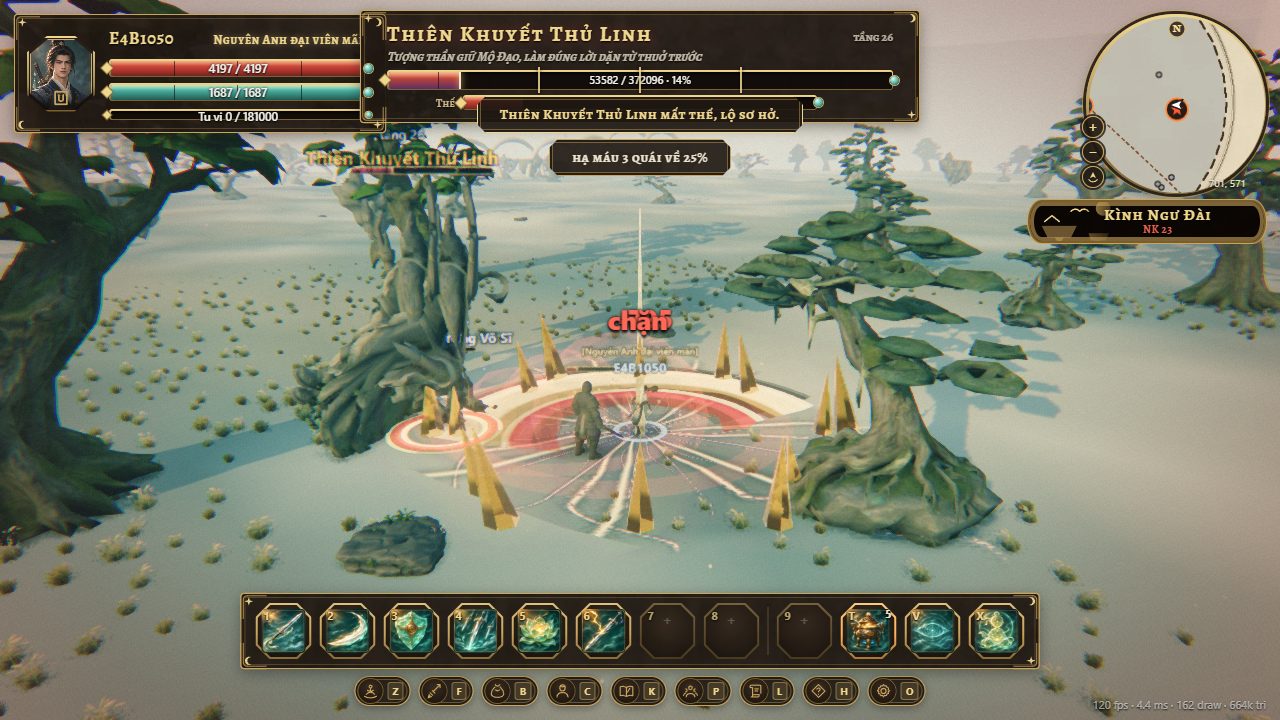 E4B1050
Nguyên Anh đại viên mã
4197 / 4197
1687 / 1687
Tu vi 0 / 181000
U
Thiên Khuyết Thủ Linh
Tầng 26
Tượng thần giữ Mộ Đạo, làm đúng lời dặn từ thuở trước
53582 / 372096 · 14%
Thế
Thiên Khuyết Thủ Linh mất thế, lộ sơ hở.
Hạ máu 3 quái về 25%
Thiên Khuyết Thủ Linh
N
+
−
701, 571
Kình Ngư Đài
NK 23
chặn
Võ Sĩ
[Nguyên Anh đại viên mãn]
E4B1050
1 2 3 4 5 6 7 8 9 T 5 V X
Z F B C K P L H O
120 fps · 4.4 ms · 162 draw · 664k tri